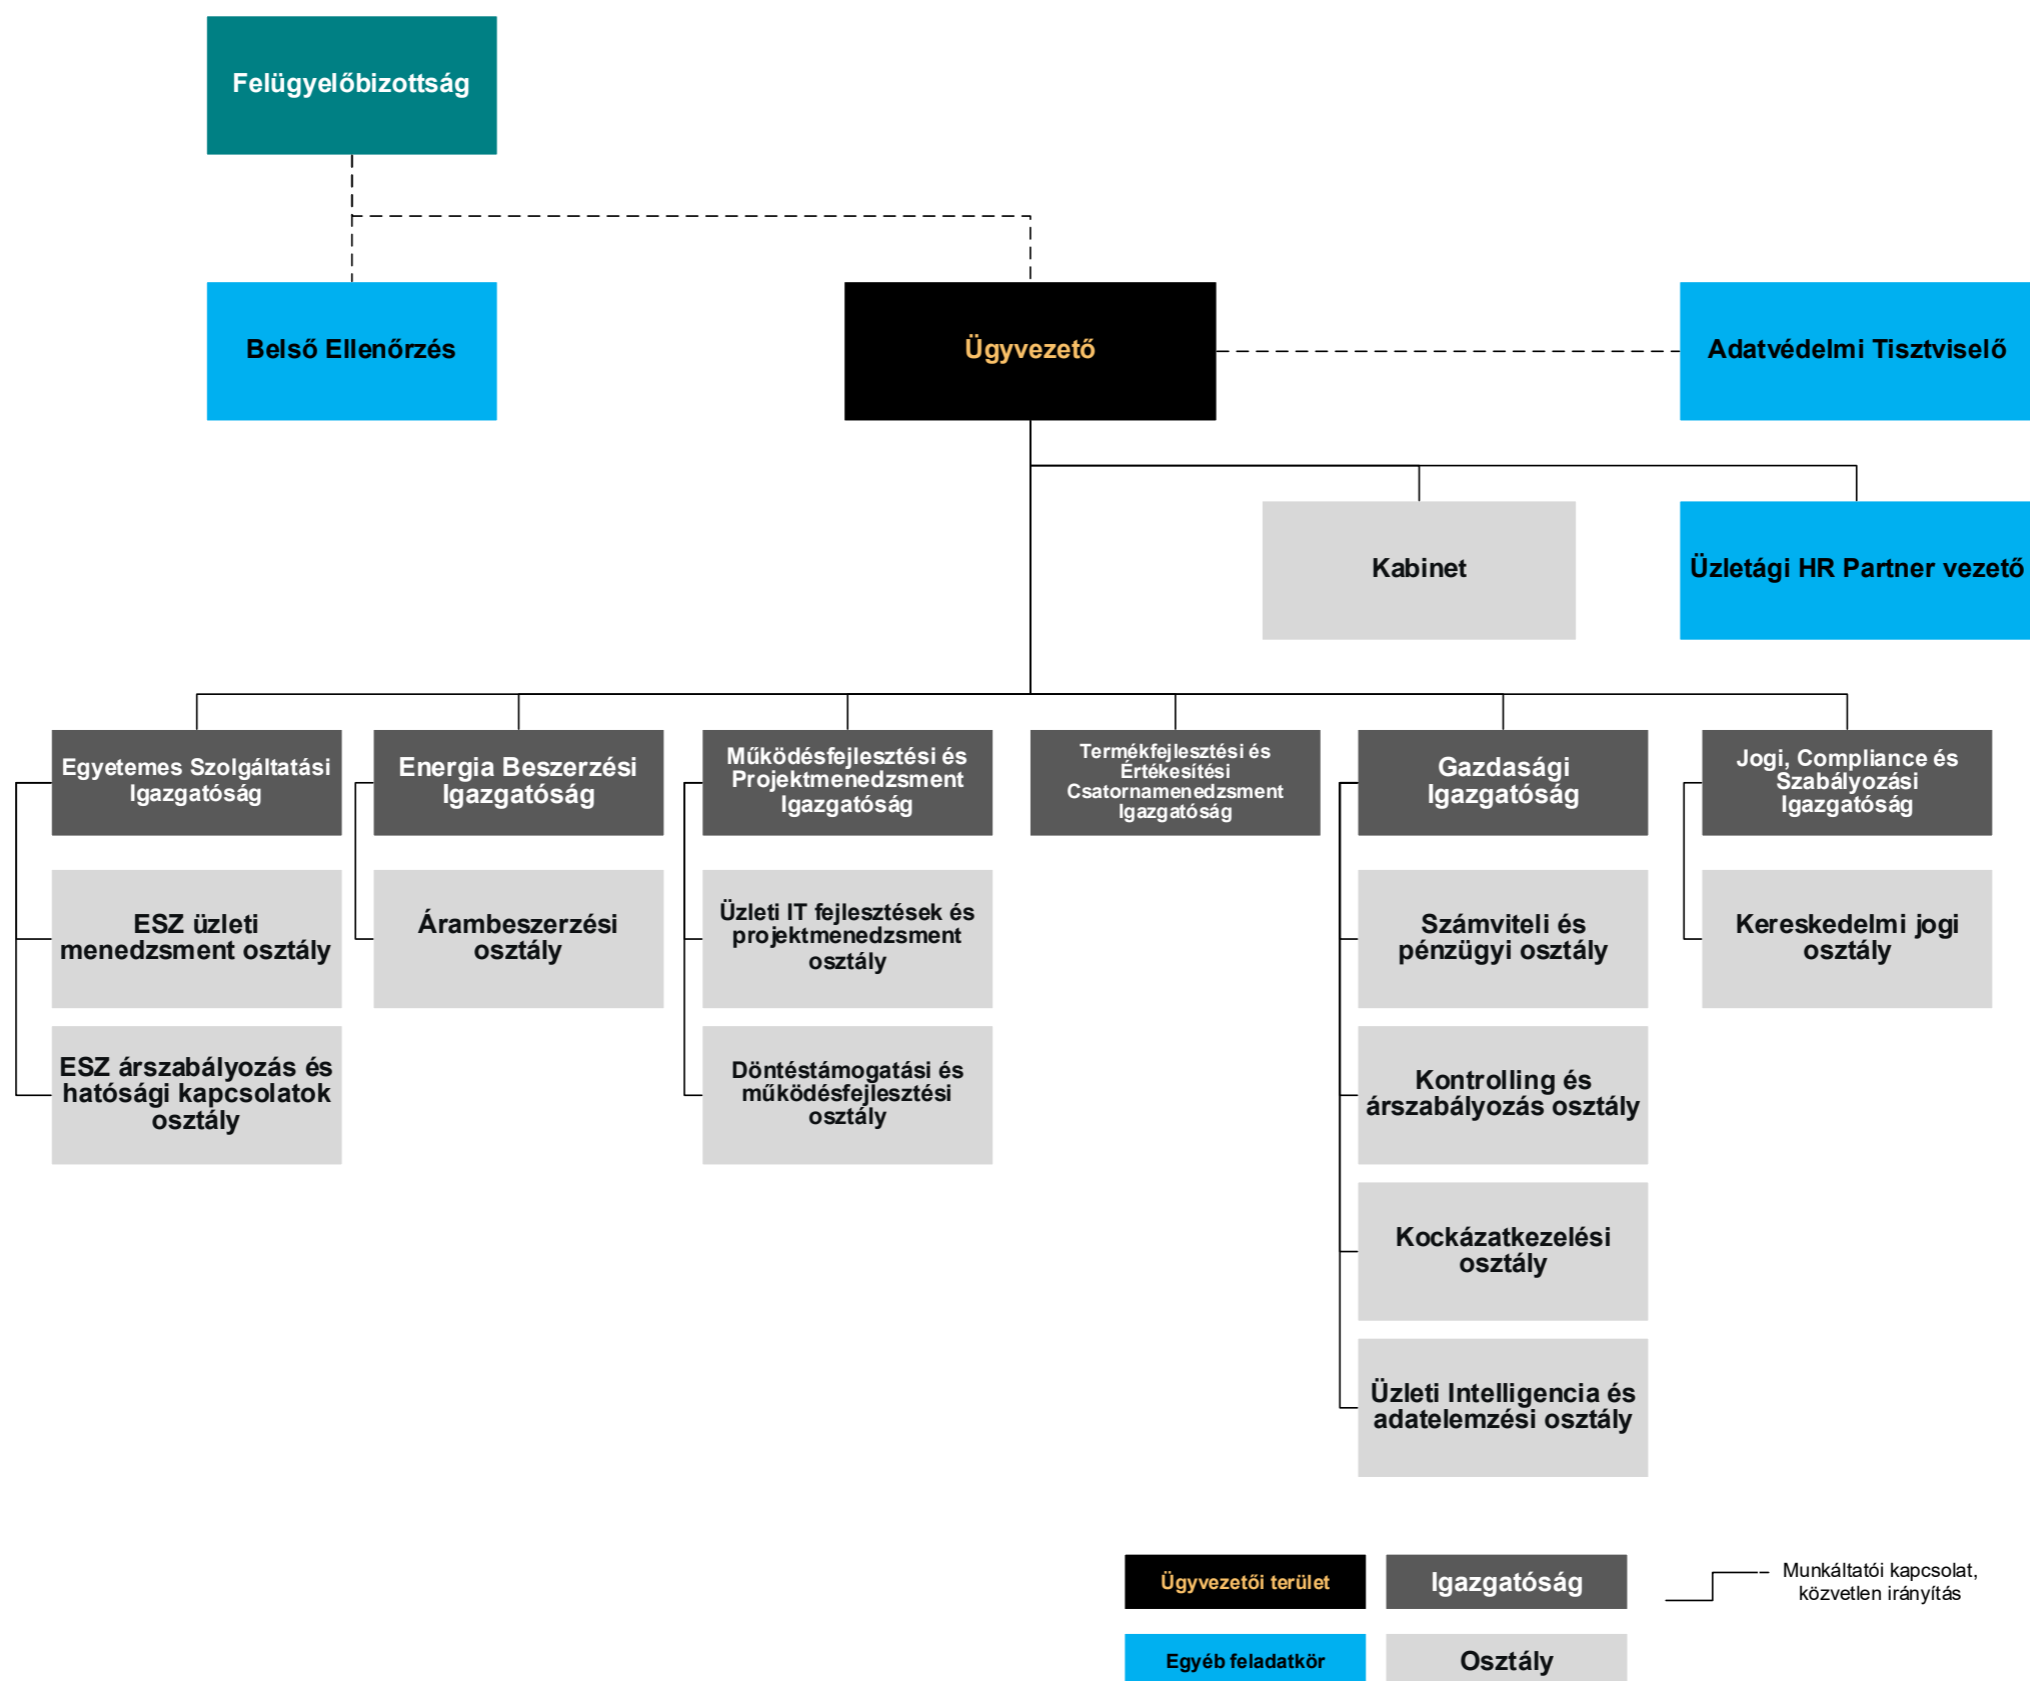 Felügyelőbizottság
Belső Ellenőrzés
Ügyvezető
Adatvédelmi Tisztviselő
Kabinet
Üzletági HR Partner vezető
Egyetemes Szolgáltatási
Igazgatóság
Energia Beszerzési
Igazgatóság
Működésfejlesztési és
Projektmenedzsment
Igazgatóság
Termékfejlesztési és
Értékesítési
Csatornamenedzsment
Igazgatóság
Gazdasági
Igazgatóság
Jogi, Compliance és
Szabályozási
Igazgatóság
ESZ üzleti
menedzsment osztály
Árambeszerzési
osztály
Üzleti IT fejlesztések és
projektmenedzsment
osztály
Számviteli és
pénzügyi osztály
Kereskedelmi jogi
osztály
ESZ árszabályozás és
hatósági kapcsolatok
osztály
Döntéstámogatási és
működésfejlesztési
osztály
Kontrolling és
árszabályozás osztály
Kockázatkezelési
osztály
Üzleti Intelligencia és
adatelemzési osztály
Ügyvezetői terület
Igazgatóság
Munkáltatói kapcsolat,
közvetlen irányítás
Egyéb feladatkör
Osztály